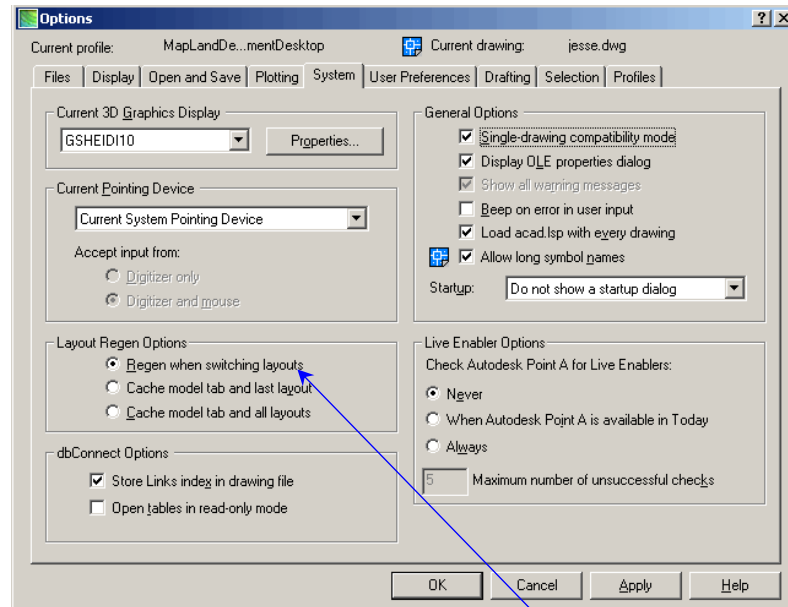 Options
Current profile: MapLandDe...mentDesktop Current drawing: jesse.dwg
Files Display Open and Save Plotting System User Preferences Drafting Selection Profiles
Current 3D Graphics Display
GSHEIDI10 Properties...
Current Pointing Device
Current System Pointing Device
Accept input from:
Digitizer only
Digitizer and mouse
Layout Regen Options
Regen when switching layouts
Cache model tab and last layout
Cache model tab and all layouts
dbConnect Options
Store Links index in drawing file
Open tables in read-only mode
General Options
Single-drawing compatibility mode
Display OLE properties dialog
Show all warning messages
Beep on error in user input
Load acad.lsp with every drawing
Allow long symbol names
Startup: Do not show a startup dialog
Live Enabler Options
Check Autodesk Point A for Live Enablers:
Never
When Autodesk Point A is available in Today
Always
5 Maximum number of unsuccessful checks
OK Cancel Apply Help